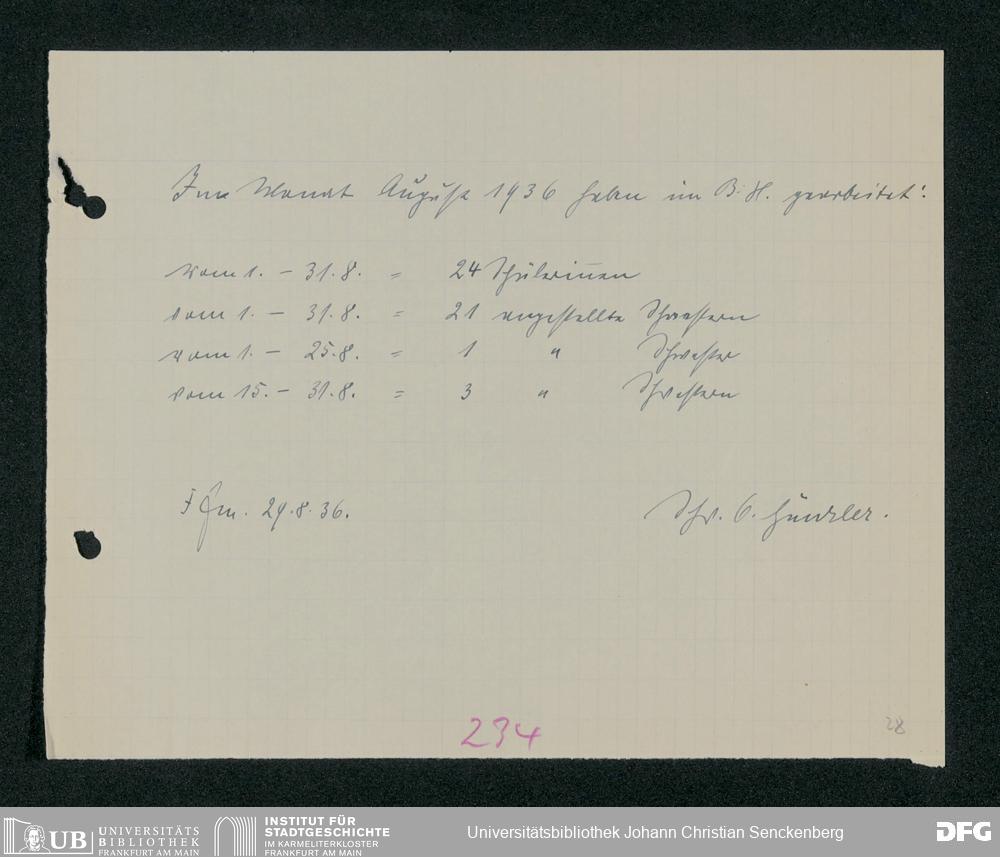 Im Monat August 1936 haben im B. H. gearbeitet:
vom 1. – 31.8. = 24 Schülerinnen
vom 1. – 31.8. = 21 angestellte Schwestern
vom 1. – 25.8. = 1 " Schwester
vom 15. – 31.8. = 3 " Schwestern
Ffm. 29.8.36.
Schw. E. Hünzler.
234
28
UB UNIVERSITÄTS
BIBLIOTHEK
FRANKFURT AM MAIN
INSTITUT FÜR
STADTGESCHICHTE
IM KARMELITERKLOSTER
FRANKFURT AM MAIN
Universitätsbibliothek Johann Christian Senckenberg
DFG